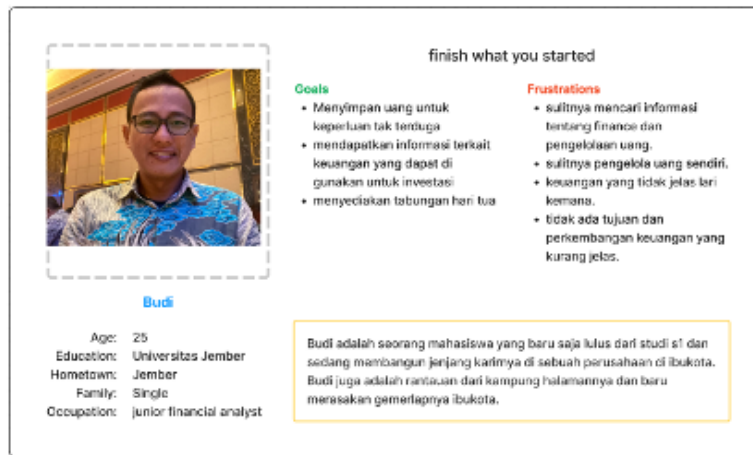 finish what you started
Goals
• Menyimpan uang untuk
keperluan tak terduga
• mendapatkan informasi terkait
keuangan yang dapat di
gunakan untuk investasi
• menyediakan tabungan hari tua
Frustrations
• sulitnya mencari informasi
tentang finance dan
pengelolaan uang.
• sulitnya pengelola uang sendiri.
• keuangan yang tidak jelas lari
kemana.
• tidak ada tujuan dan
perkembangan keuangan yang
kurang jelas.
Budi
Age: 25
Education: Universitas Jember
Hometown: Jember
Family: Single
Occupation: junior financial analyst
Budi adalah seorang mahasiswa yang baru saja lulus dari studi s1 dan
sedang membangun jenjang karirnya di sebuah perusahaan di ibukota.
Budi juga adalah rantauan dari kampung halamannya dan baru
merasakan gemerlapnya ibukota.